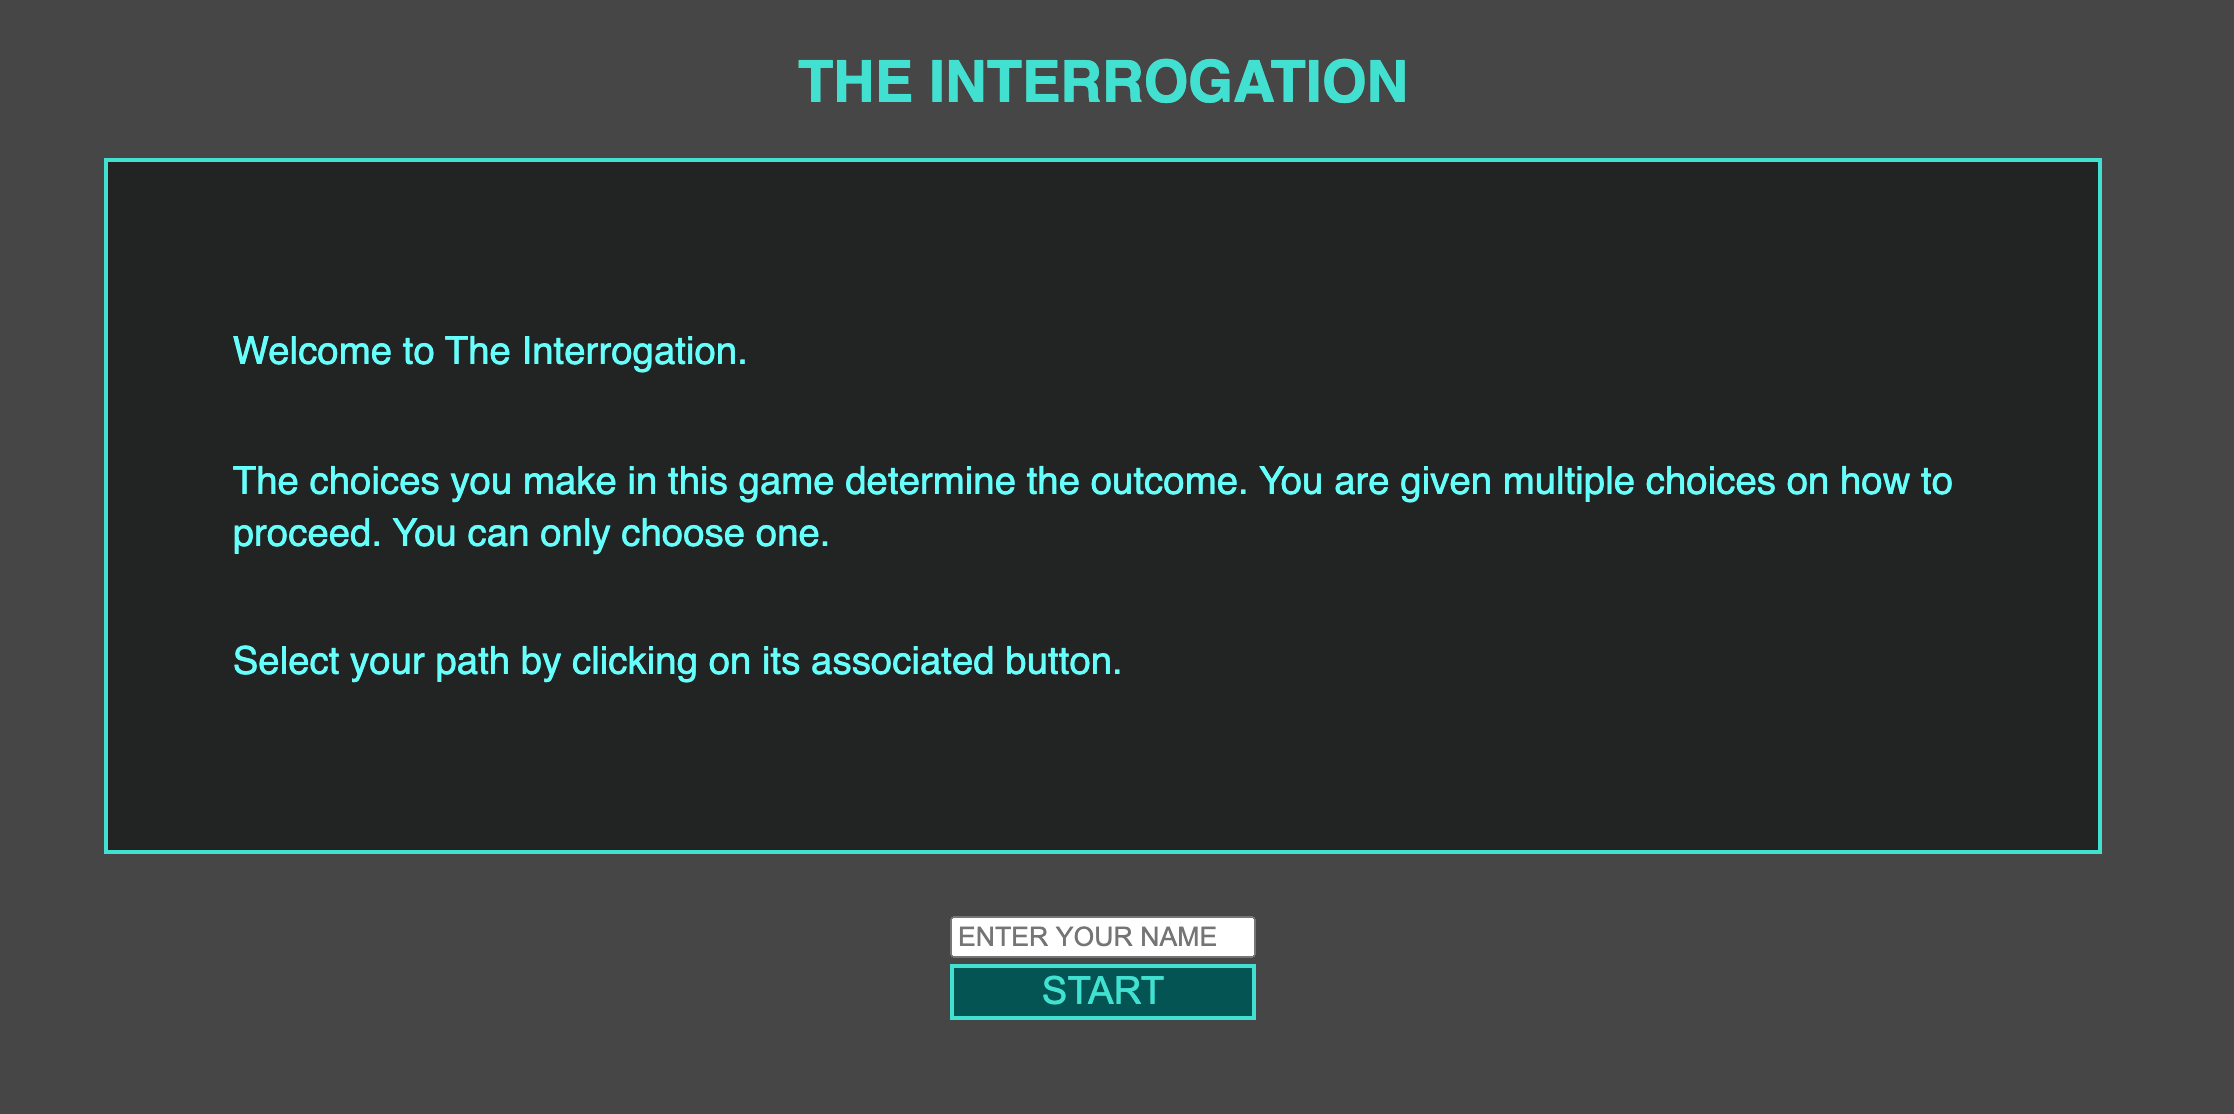 THE INTERROGATION
Welcome to The Interrogation.
The choices you make in this game determine the outcome. You are given multiple choices on how to
proceed. You can only choose one.
Select your path by clicking on its associated button.
ENTER YOUR NAME
START